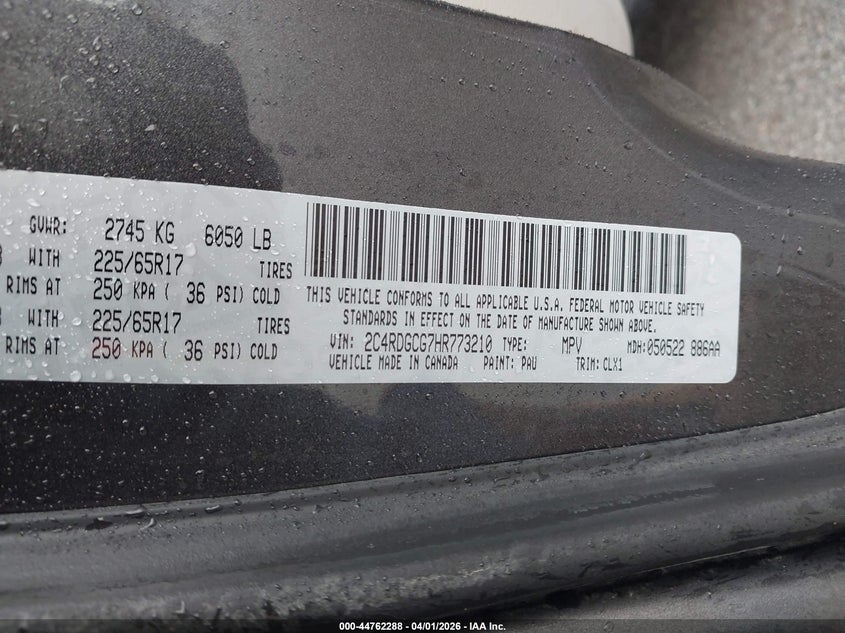 GVWR: 2745 KG 6050 LB
WITH 225/65R17 TIRES
RIMS AT 250 KPA ( 36 PSI) COLD
WITH 225/65R17 TIRES
RIMS AT 250 KPA ( 36 PSI) COLD
THIS VEHICLE CONFORMS TO ALL APPLICABLE U.S.A. FEDERAL MOTOR VEHICLE SAFETY
STANDARDS IN EFFECT ON THE DATE OF MANUFACTURE SHOWN ABOVE.
VIN: 2C4RDGCG7HR773210 TYPE: MPV MDH:050522 886AA
VEHICLE MADE IN CANADA PAINT: PAU TRIM: CLX1
000-44762288 - 04/01/2026 - IAA Inc.